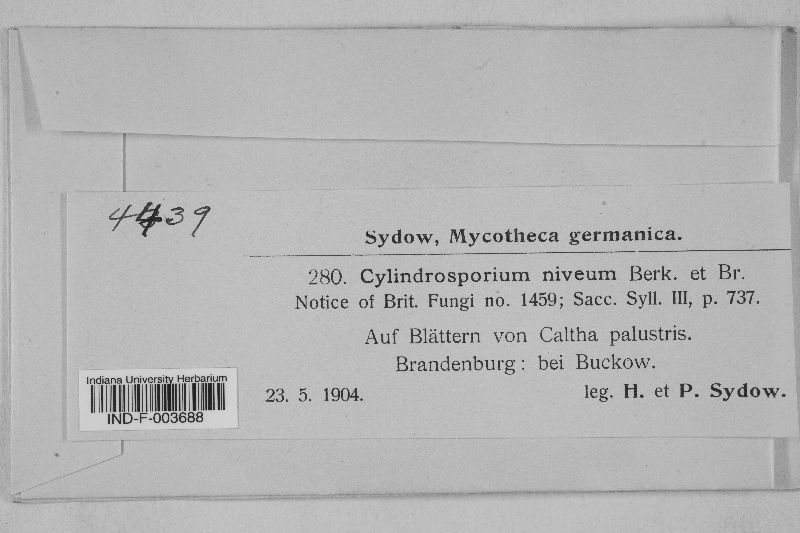 4439
Sydow, Mycotheca germanica.
280. Cylindrosporium niveum Berk. et Br.
Notice of Brit. Fungi no. 1459; Sacc. Syll. III, p. 737.
Auf Blättern von Caltha palustris.
Brandenburg: bei Buckow.
23. 5. 1904. leg. H. et P. Sydow.
Indiana University Herbarium
IND-F-003688